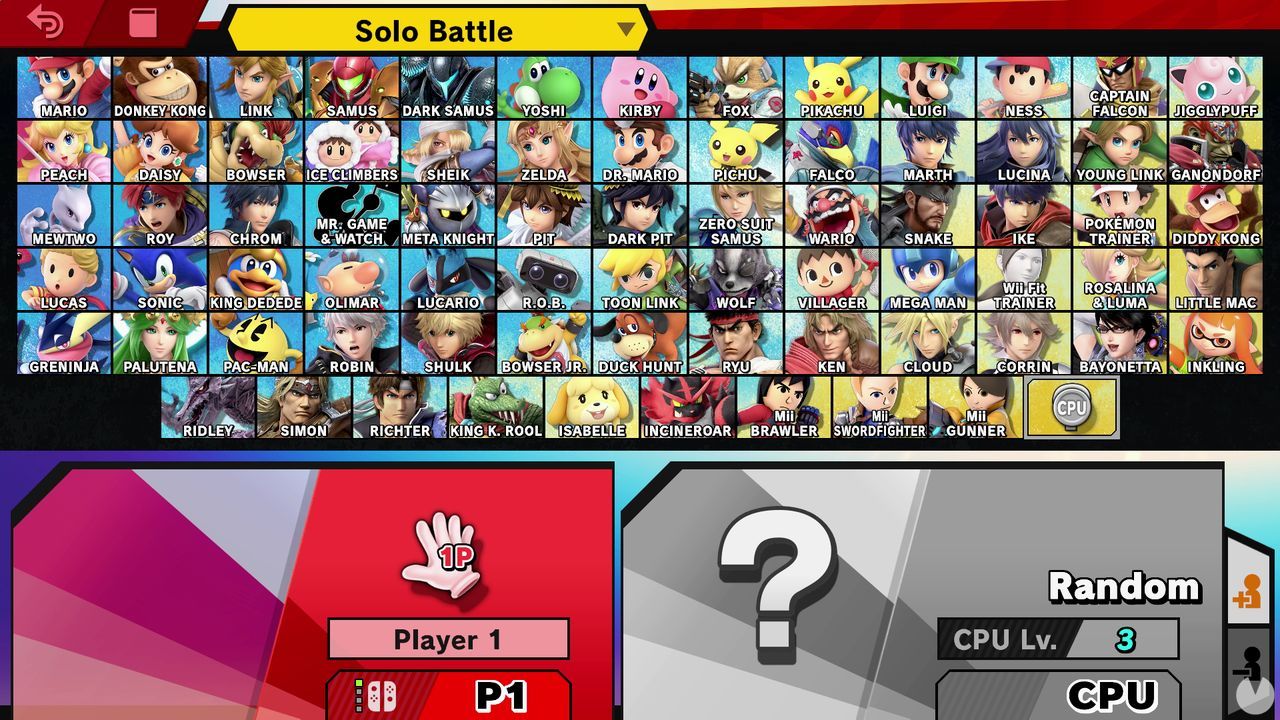 Solo Battle
MARIO DONKEY KONG LINK SAMUS DARK SAMUS YOSHI KIRBY FOX PIKACHU LUIGI NESS CAPTAIN FALCON JIGGLYPUFF
PEACH DAISY BOWSER ICE CLIMBERS SHEIK ZELDA DR. MARIO PICHU FALCO MARTH LUCINA YOUNG LINK GANONDORF
MEWTWO ROY CHROM MR. GAME & WATCH META KNIGHT PIT DARK PIT ZERO SUIT SAMUS WARIO SNAKE IKE POKÉMON TRAINER DIDDY KONG
LUCAS SONIC KING DEDEDE OLIMAR LUCARIO R.O.B. TOON LINK WOLF VILLAGER MEGA MAN Wii Fit TRAINER ROSALINA & LUMA LITTLE MAC
GRENINJA PALUTENA PAC-MAN ROBIN SHULK BOWSER JR. DUCK HUNT RYU KEN CLOUD CORRIN BAYONETTA INKLING
RIDLEY SIMON RICHTER KING K. ROOL ISABELLE INCINEROAR Mii BRAWLER Mii SWORDFIGHTER Mii GUNNER CPU
1P
Player 1
P1
?
Random
CPU Lv. 3
CPU